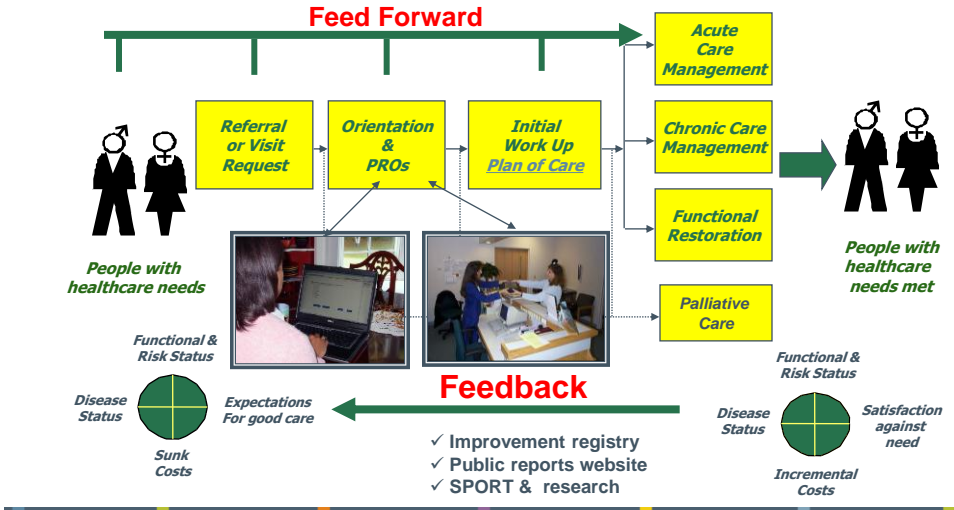 Feed Forward
Acute
Care
Management
Referral
or Visit
Request
Orientation
&
PROs
Initial
Work Up
Plan of Care
Chronic Care
Management
Functional
Restoration
People with
healthcare needs
People with
healthcare
needs met
Palliative
Care
Functional &
Risk Status
Disease
Status
Expectations
For good care
Sunk
Costs
Feedback
✓ Improvement registry
✓ Public reports website
✓ SPORT & research
Functional &
Risk Status
Disease
Status
Satisfaction
against
need
Incremental
Costs